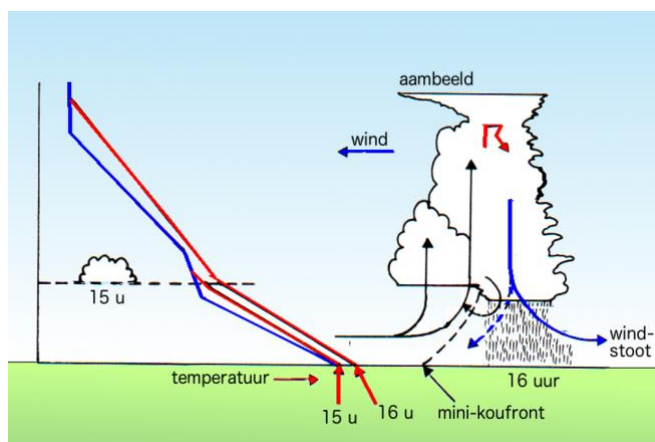 aambeeld
wind
15 u
wind-
stoot
temperatuur
16 uur
15 u
16 u
mini-koufront